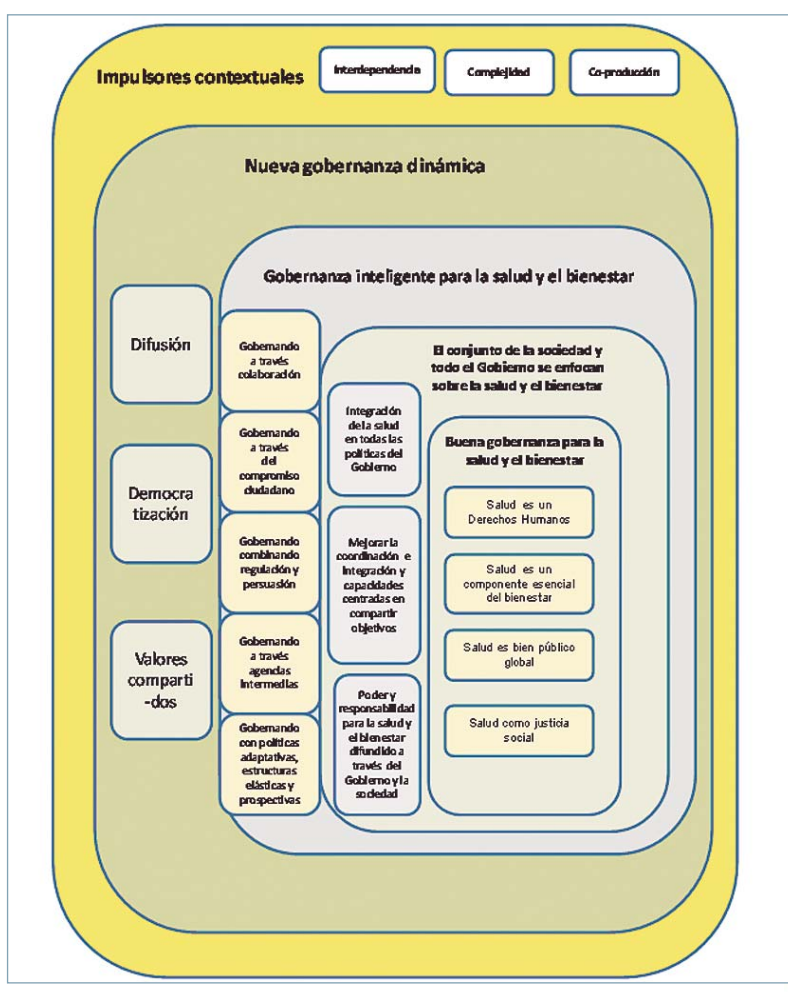 Impulsores contextuales
Interdependencia
Complejidad
Co-producción
Nueva gobernanza dinámica
Gobernanza inteligente para la salud y el bienestar
Difusión
Democra
tización
Valores
comparti
-dos
Gobernando
a través
colaboración
Gobernando
a través
del
compromiso
ciudadano
Gobernando
combinando
regulación y
persuasión
Gobernando
a través
agencias
intermedias
Gobernando
con políticas
adaptativas,
estructuras
elásticas y
prospectivas
El conjunto de la sociedad y
todo el Gobierno se enfocan
sobre la salud y el bienestar
Integración
de la salud
en todas las
políticas del
Gobierno
Mejorar la
coordinación e
integración y
capacidades
centradas en
compartir
objetivos
Poder y
responsabilidad
para la salud y
el bienestar
difundido a
través del
Gobierno y la
sociedad
Buena gobernanza para la
salud y el bienestar
Salud es un
Derechos Humanos
Salud es un
componente esencial
del bienestar
Salud es bien público
global
Salud como justicia
social